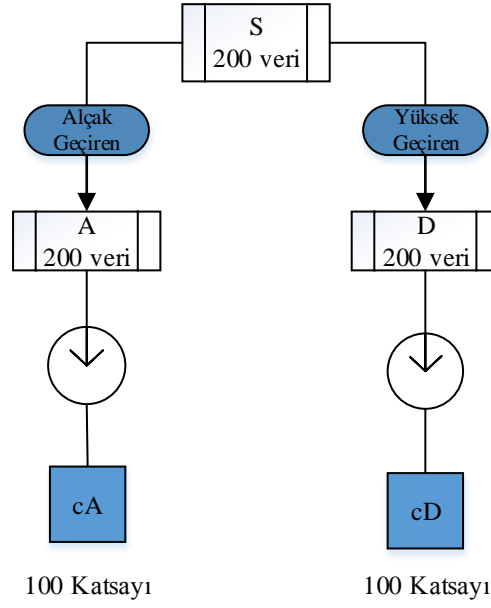 S
200 veri
Alçak
Geçiren
Yüksek
Geçiren
A
200 veri
D
200 veri
cA
cD
100 Katsayı
100 Katsayı